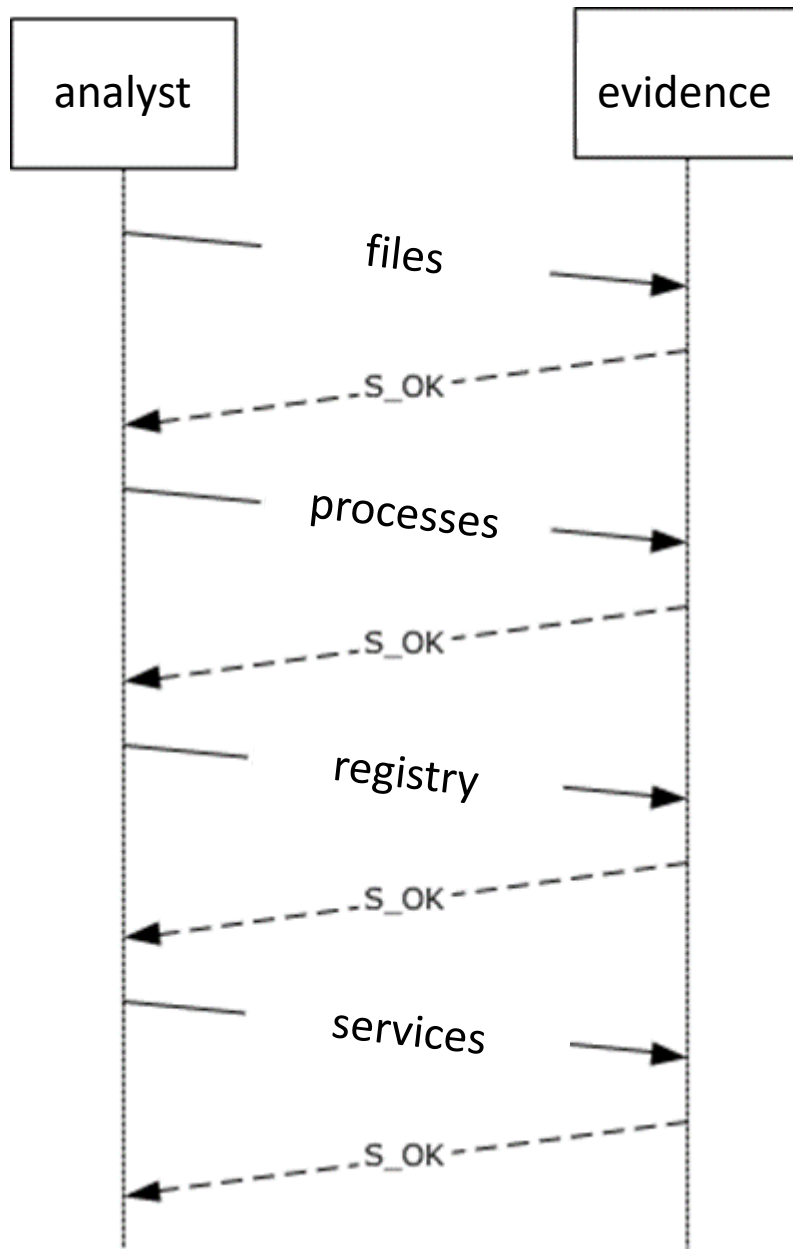 analyst
evidence
files
S_OK
processes
S_OK
registry
S_OK
services
S_OK